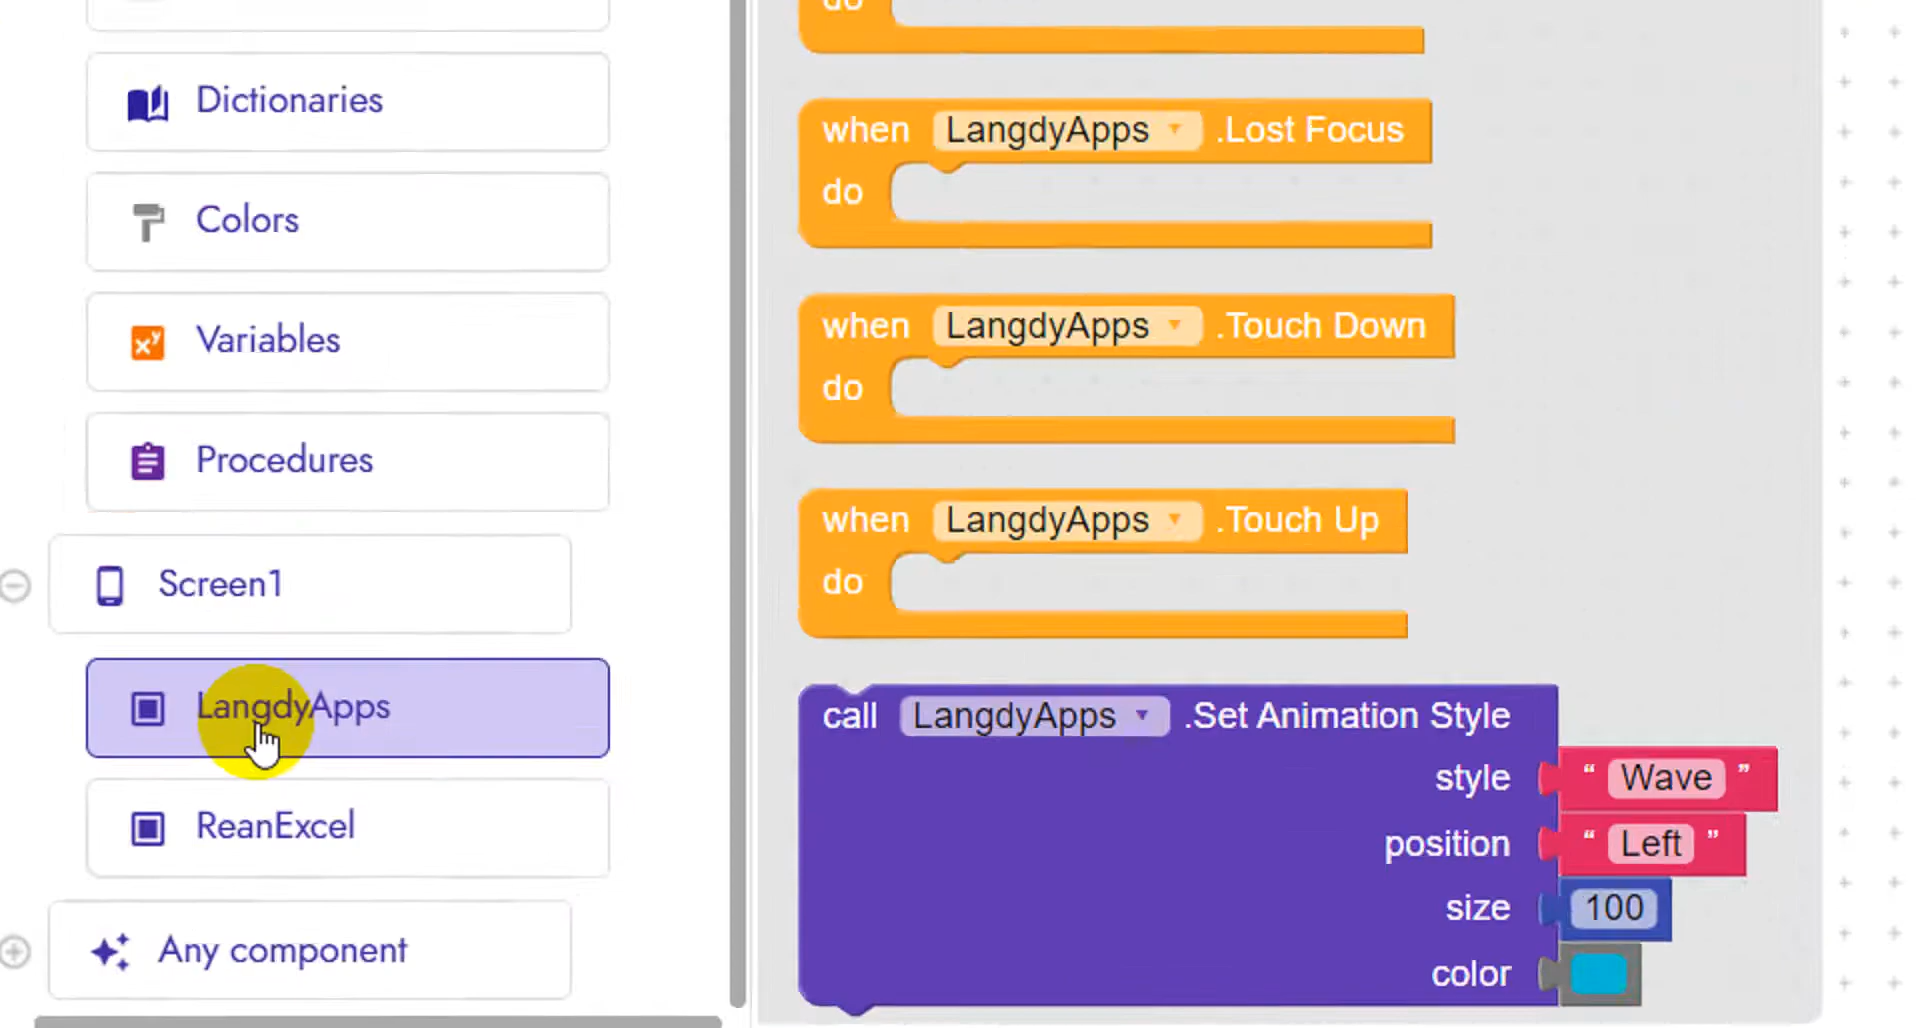 Dictionaries
Colors
Variables
Procedures
Screen1
LangdyApps
ReanExcel
Any component
do
when LangdyApps .Lost Focus
do
when LangdyApps .Touch Down
do
when LangdyApps .Touch Up
do
call LangdyApps .Set Animation Style
style “ Wave ”
position “ Left ”
size 100
color